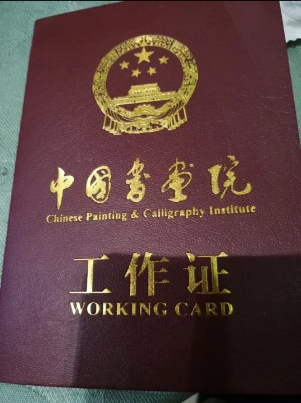 中国书画院
Chinese Painting & Calligraphy Institute
工作证
WORKING CARD